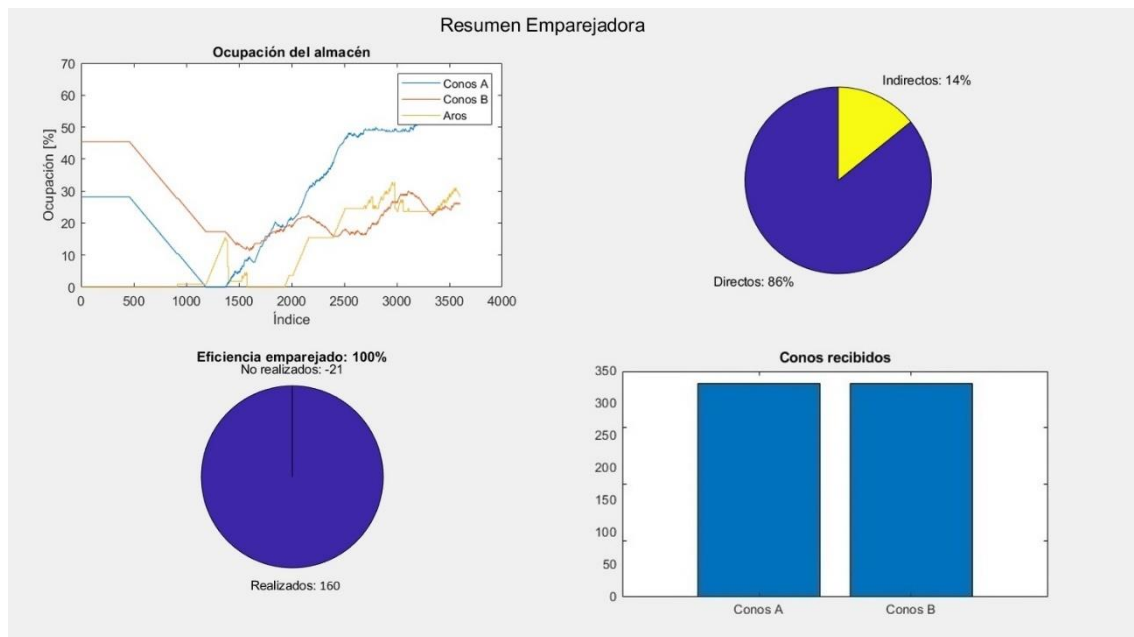 Resumen Emparejadora
Ocupación del almacén
70
60
50
40
30
20
10
0
Ocupación [%]
0 500 1000 1500 2000 2500 3000 3500 4000
Índice
Conos A
Conos B
Aros
Indirectos: 14%
Directos: 86%
Eficiencia emparejado: 100%
No realizados: -21
Realizados: 160
Conos recibidos
350
300
250
200
150
100
50
0
Conos A Conos B